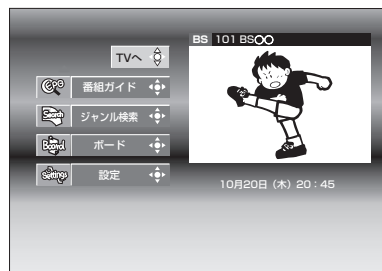 BS 101 BS○○
TVへ
EPG 番組ガイド
Search ジャンル検索
Board ボード
Settings 設定
10月20日（木）20：45